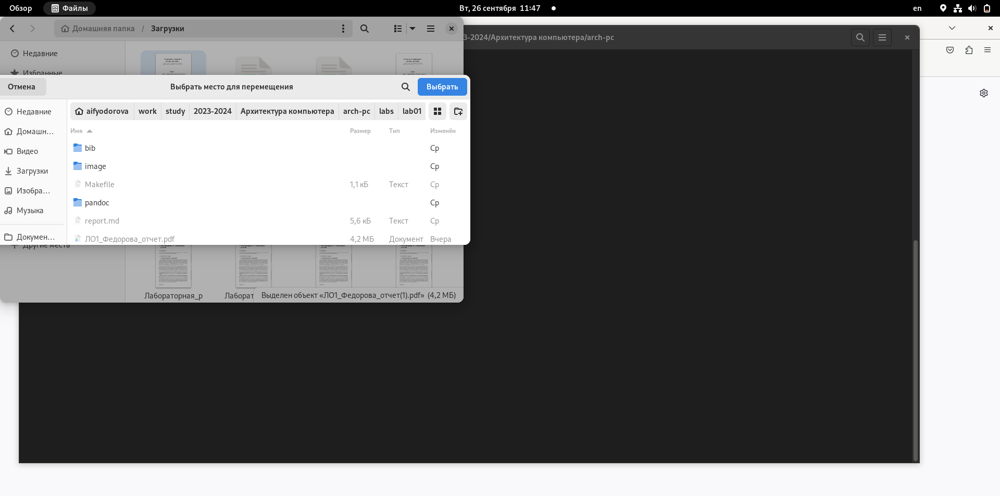 Обзор Файлы Вт, 26 сентября 11:47 en
Домашняя папка / Загрузки
3-2024/Архитектура компьютера/arch-pc
Недавние
Избранные
Отмена Выбрать место для перемещения Выбрать
Недавние
Домашн…
Видео
Загрузки
Изобра…
Музыка
Докумен…
aifyodorova work study 2023-2024 Архитектура компьютера arch-pc labs lab01
Имя Размер Тип Изменён
bib Ср
image Ср
Makefile 1,1 кБ Текст Ср
pandoc Ср
report.md 5,6 кБ Текст Ср
ЛО1_Федорова_отчет.pdf 4,2 МБ Документ Вчера
Другие места
Лабораторная_р Лаборат
Выделен объект «ЛО1_Федорова_отчет(1).pdf» (4,2 МБ)